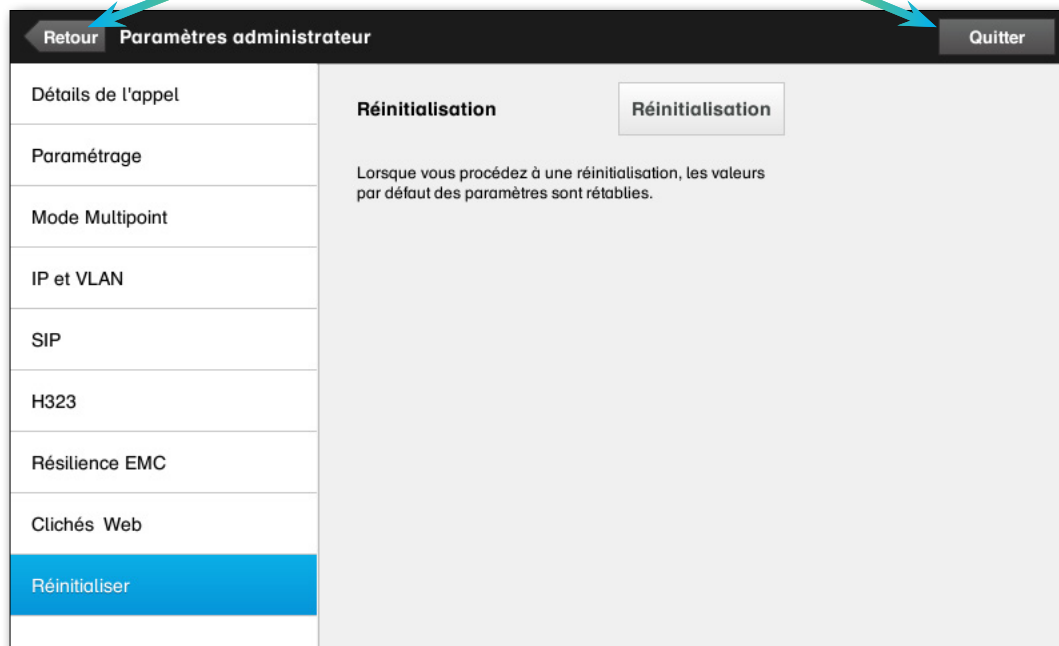 Retour
Paramètres administrateur
Quitter
Détails de l'appel
Paramétrage
Mode Multipoint
IP et VLAN
SIP
H323
Résilience EMC
Clichés Web
Réinitialiser
Réinitialisation
Réinitialisation
Lorsque vous procédez à une réinitialisation, les valeurs
par défaut des paramètres sont rétablies.